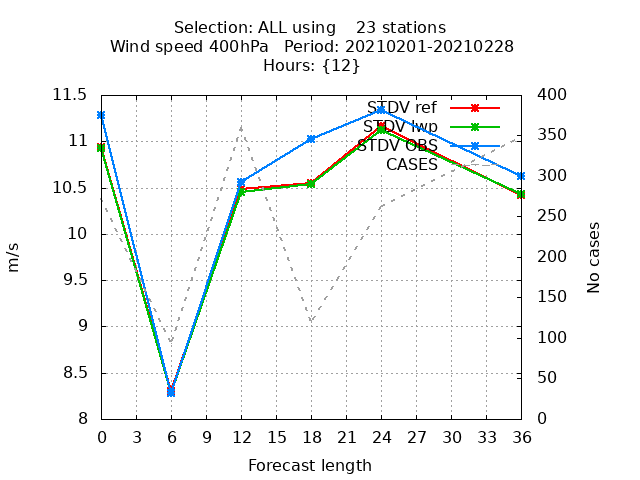 Selection: ALL using    23 stations
Wind speed 400hPa   Period: 20210201-20210228
Hours: {12}
STDV ref
STDV lwp
STDV OBS
CASES
11.5
11
10.5
10
9.5
9
8.5
8
400
350
300
250
200
150
100
50
0
m/s
No cases
0 3 6 9 12 15 18 21 24 27 30 33 36
Forecast length